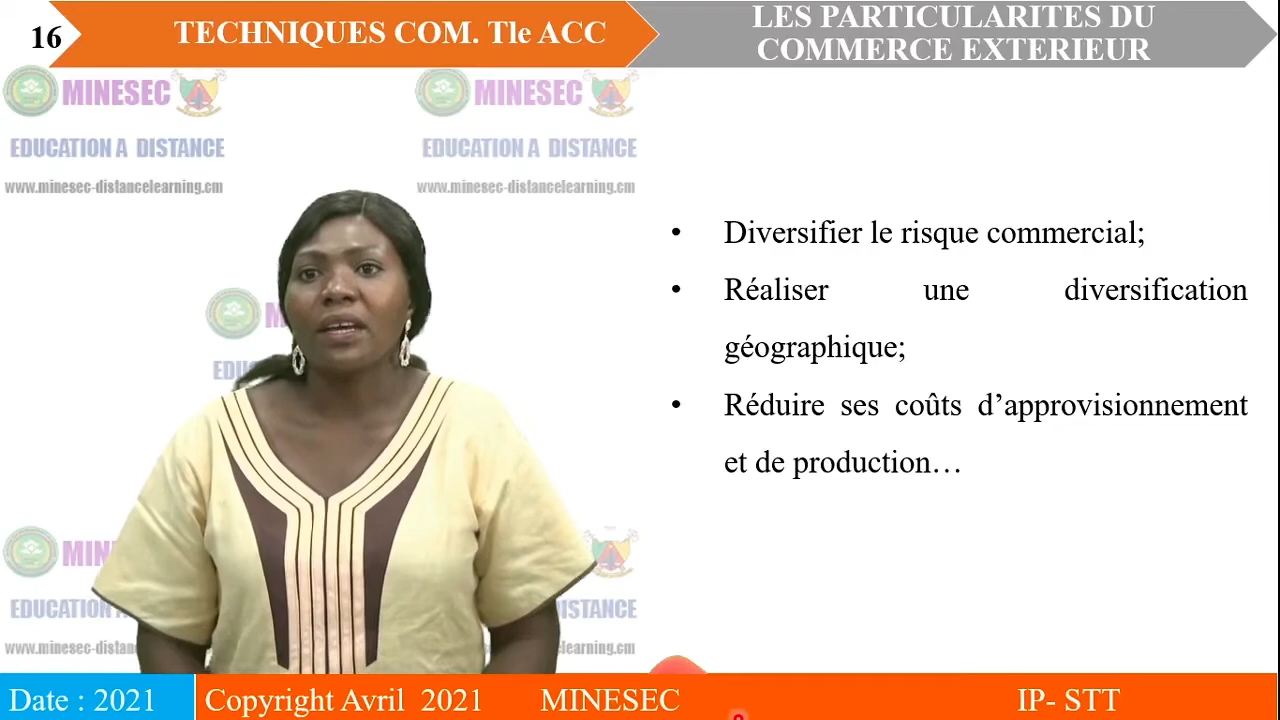 16
TECHNIQUES COM. Tle ACC
LES PARTICULARITES DU
COMMERCE EXTERIEUR
MINESEC
MINESEC
EDUCATION A DISTANCE
EDUCATION A DISTANCE
www.minesec-distancelearning.cm
www.minesec-distancelearning.cm
• Diversifier le risque commercial;
• Réaliser une diversification
géographique;
• Réduire ses coûts d’approvisionnement
et de production…
Date : 2021
Copyright Avril 2021
MINESEC
IP- STT